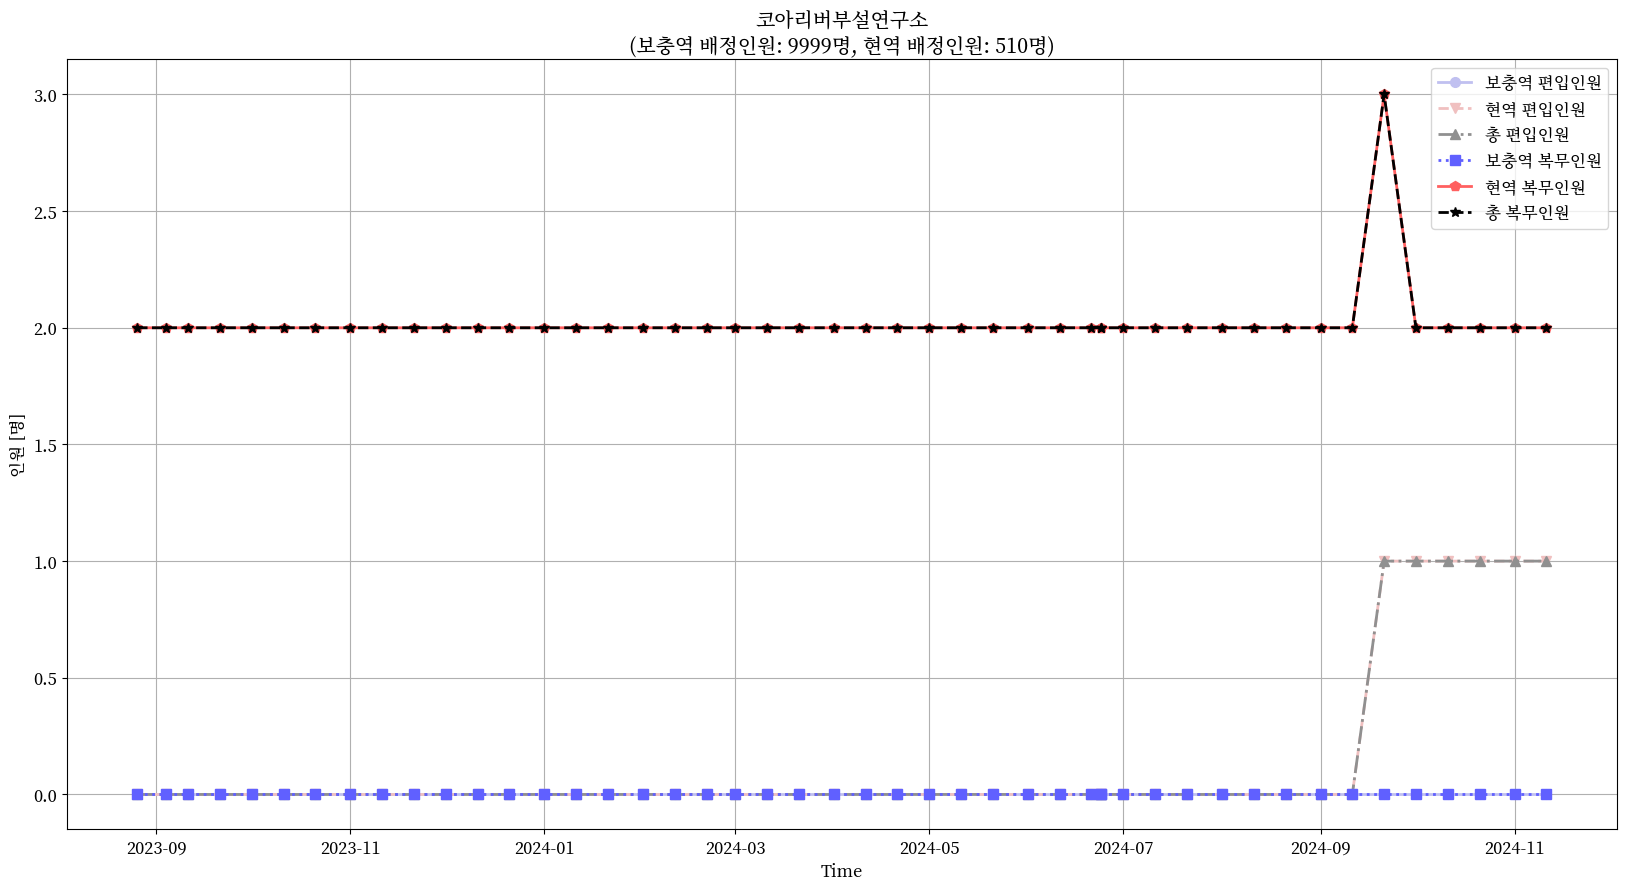 코아리버부설연구소
(보충역 배정인원: 9999명, 현역 배정인원: 510명)
보충역 편입인원
현역 편입인원
총 편입인원
보충역 복무인원
현역 복무인원
총 복무인원
3.0
2.5
2.0
1.5
1.0
0.5
0.0
인원 [명]
2023-09 2023-11 2024-01 2024-03 2024-05 2024-07 2024-09 2024-11
Time